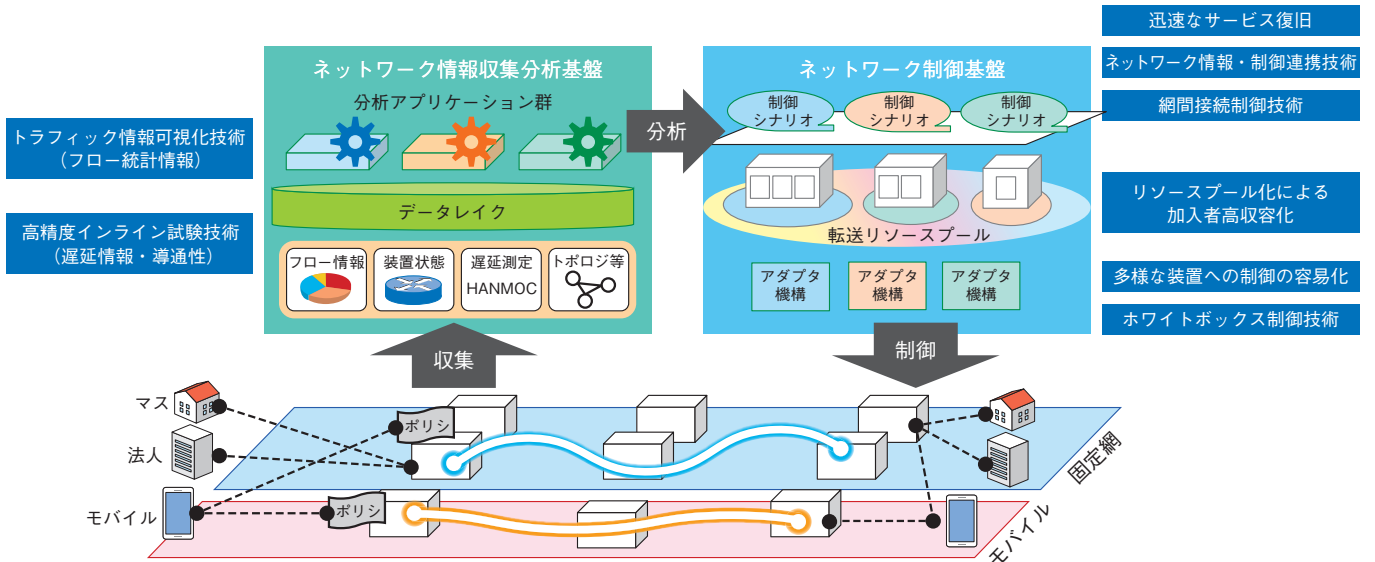 トラフィック情報可視化技術
（フロー統計情報）
高精度インライン試験技術
（遅延情報・導通性）
ネットワーク情報収集分析基盤
分析アプリケーション群
データレイク
フロー情報
装置状態
遅延測定
HANMOC
トポロジ等
収集
分析
ネットワーク制御基盤
制御
シナリオ
制御
シナリオ
制御
シナリオ
転送リソースプール
アダプタ
機構
アダプタ
機構
アダプタ
機構
制御
迅速なサービス復旧
ネットワーク情報・制御連携技術
網間接続制御技術
リソースプール化による
加入者高収容化
多様な装置への制御の容易化
ホワイトボックス制御技術
マス
法人
モバイル
ポリシ
ポリシ
固定網
モバイル